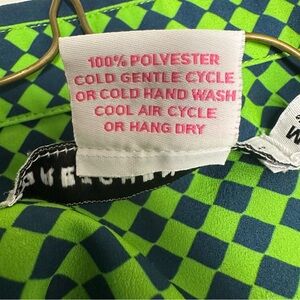 100% POLYESTER
COLD GENTLE CYCLE
OR COLD HAND WASH
COOL AIR CYCLE
OR HANG DRY
M